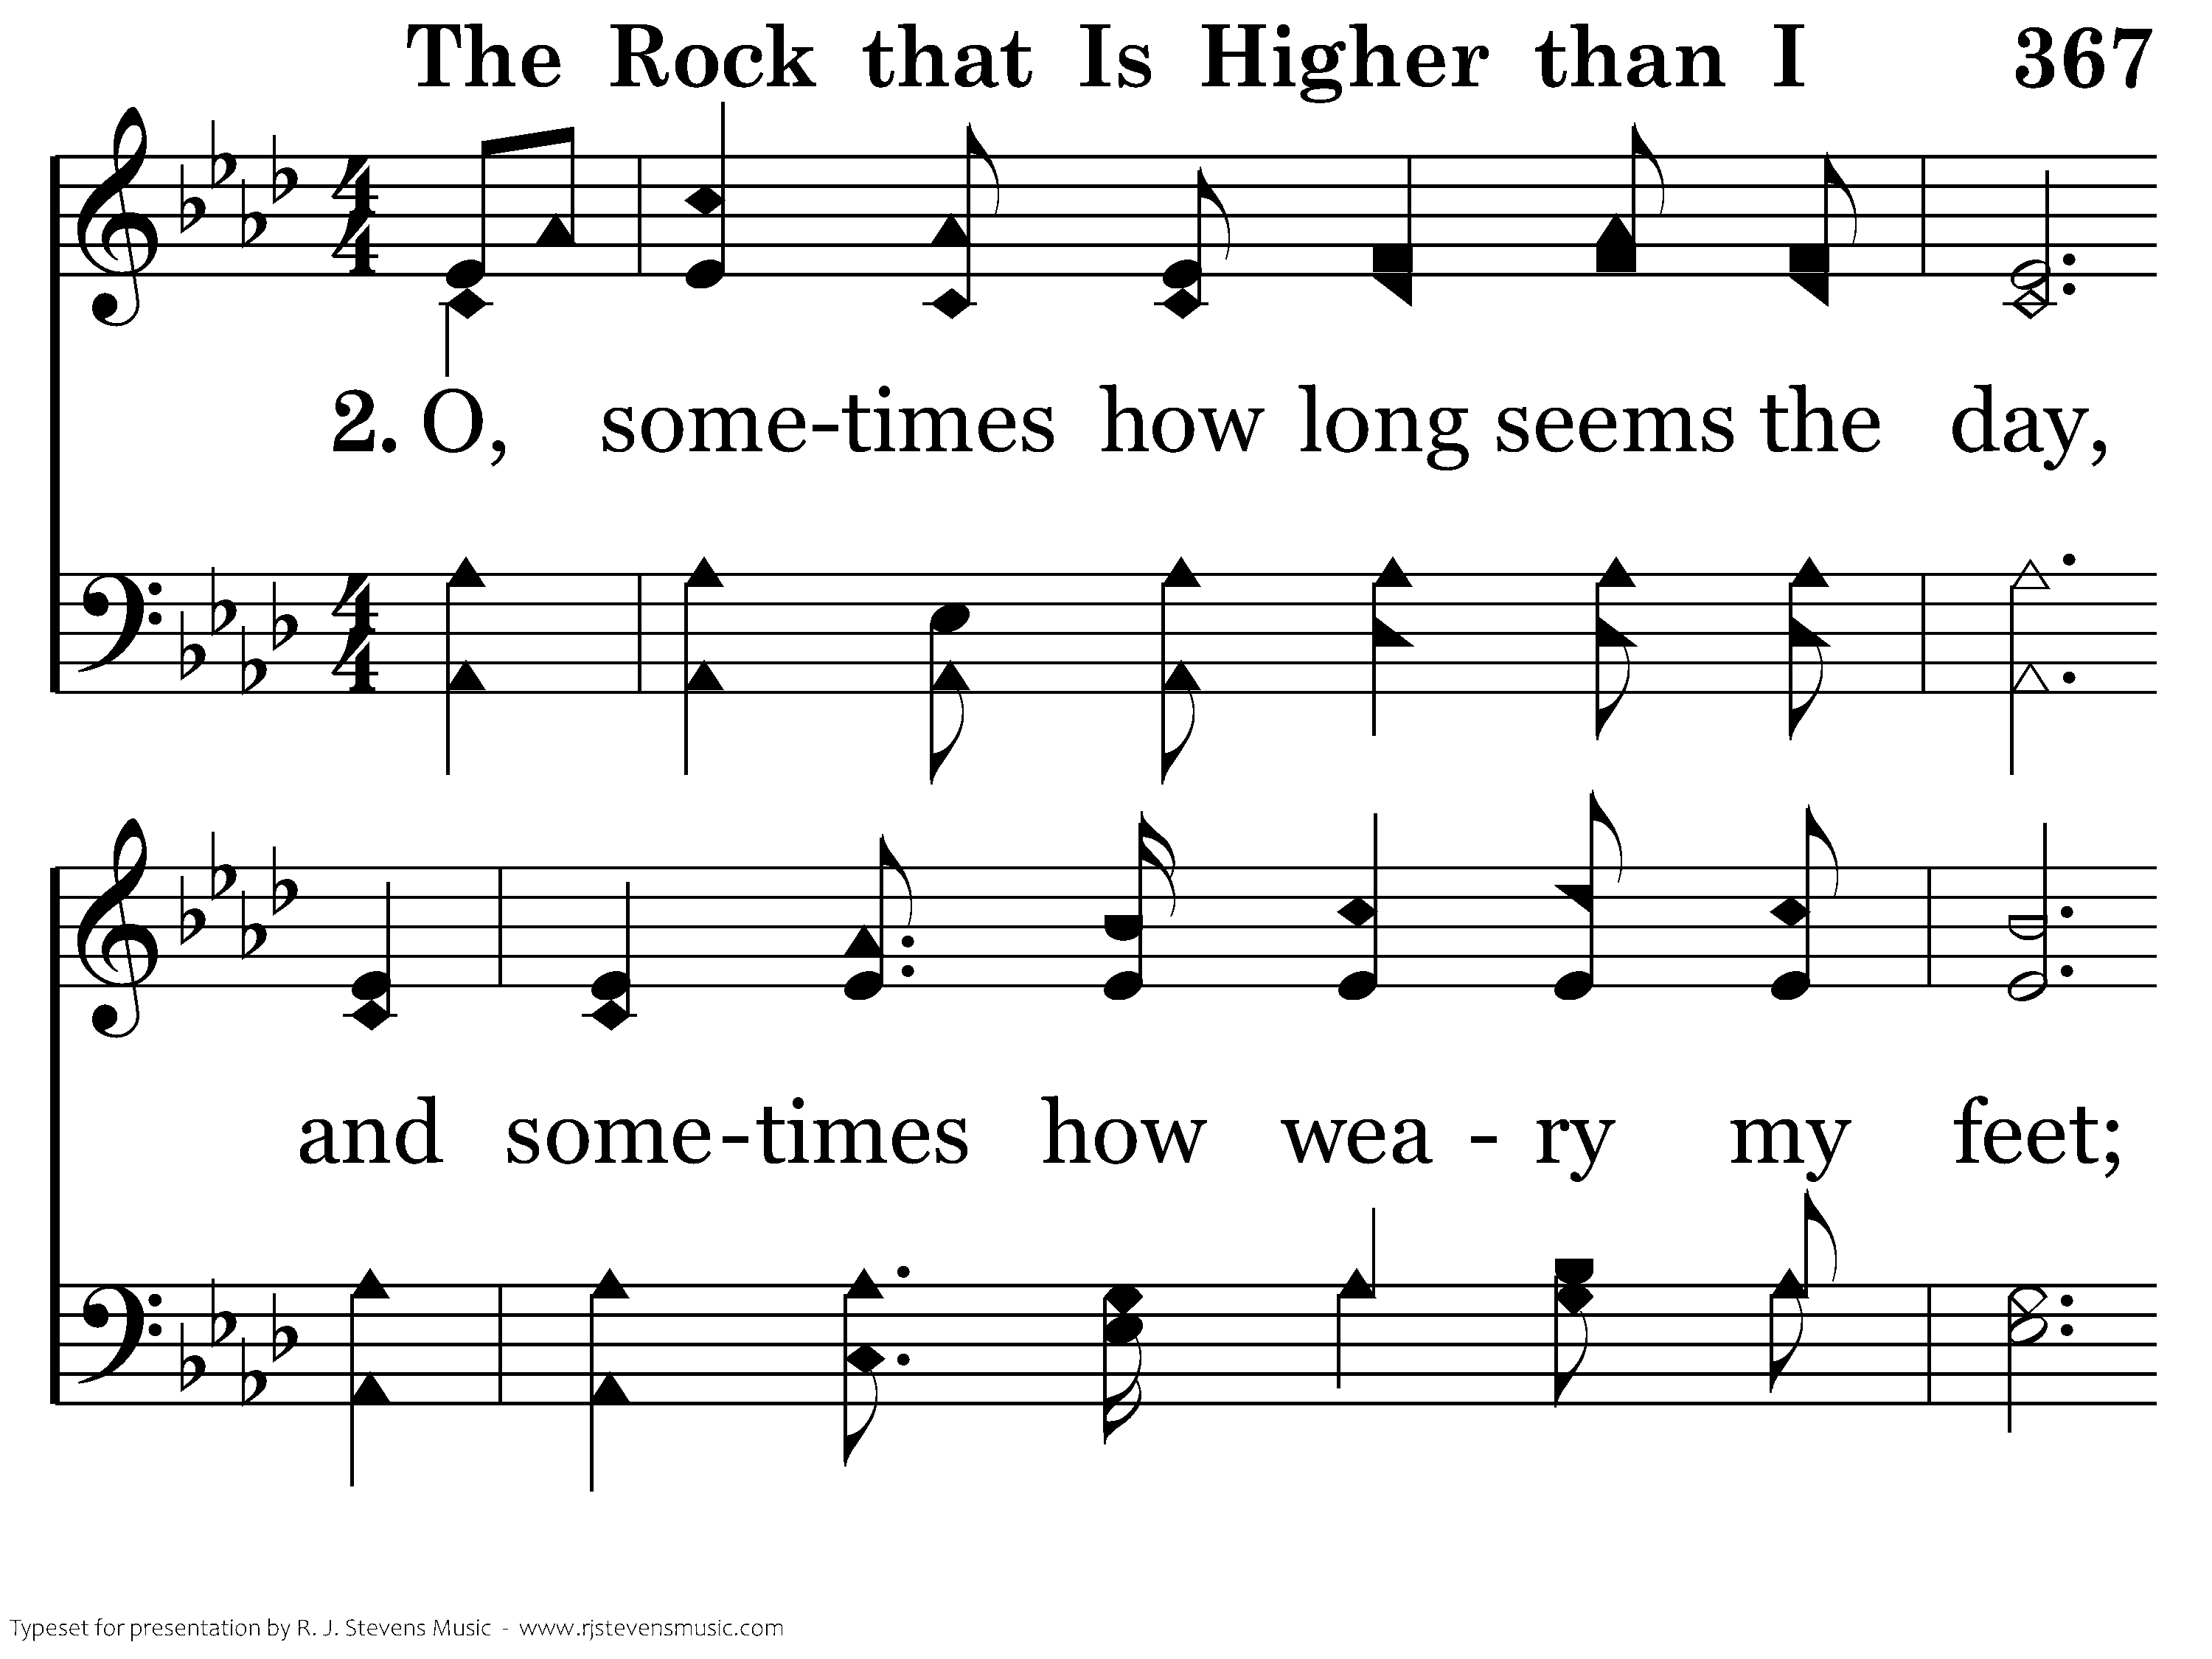 The Rock that Is Higher than I 367
2. O, some-times how long seems the day,
and some-times how wea - ry my feet;
Typeset for presentation by R. J. Stevens Music - www.rjstevensmusic.com